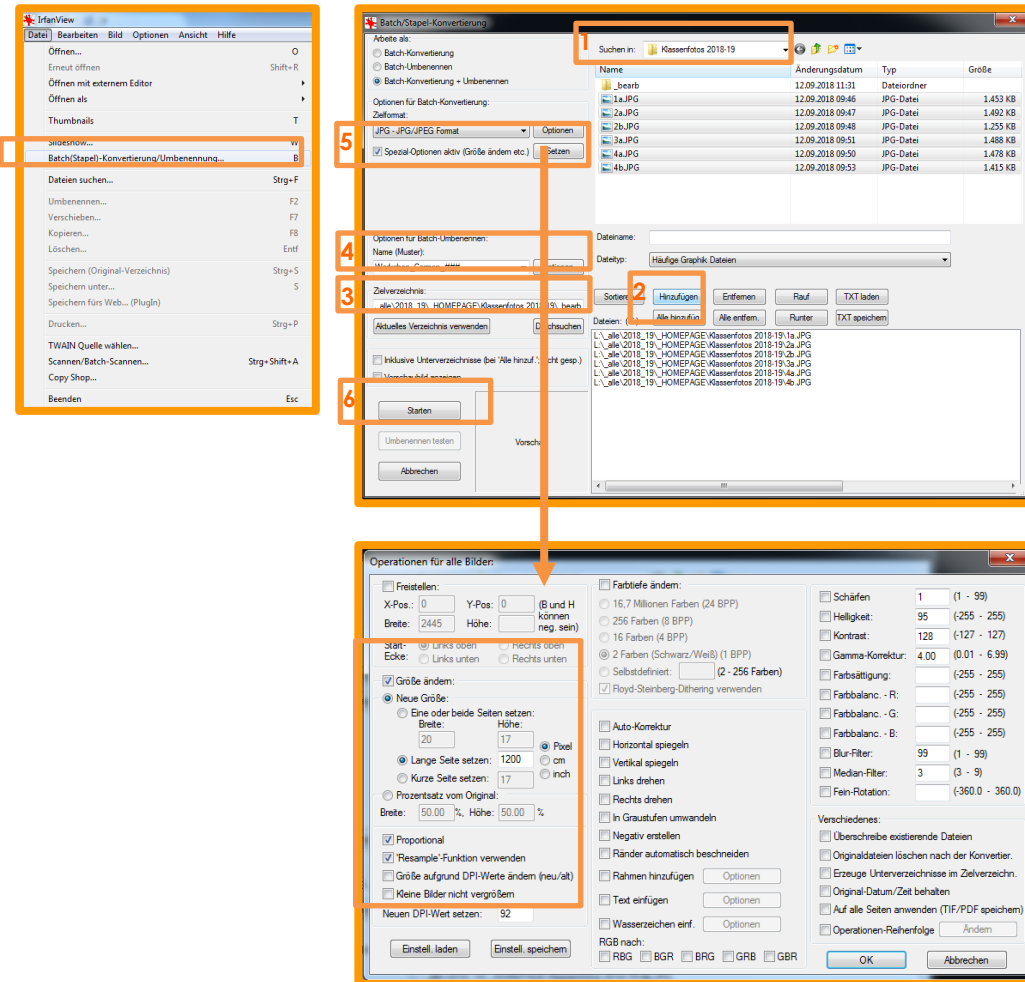 IrfanView
Datei Bearbeiten Bild Optionen Ansicht Hilfe
Öffnen... O
Erneut öffnen Shift+R
Öffnen mit externem Editor
Öffnen als
Thumbnails T
Slideshow... W
Batch(Stapel)-Konvertierung/Umbenennung... B
Dateien suchen... Strg+F
Umbenennen... F2
Verschieben... F7
Kopieren... F8
Löschen... Entf
Speichern (Original-Verzeichnis) Strg+S
Speichern unter... S
Speichern fürs Web... (PlugIn)
Drucken... Strg+P
TWAIN Quelle wählen...
Scannen/Batch-Scannen... Strg+Shift+A
Copy Shop...
Beenden Esc
Batch/Stapel-Konvertierung
Arbeite als:
Batch-Konvertierung
Batch-Umbenennen
Batch-Konvertierung + Umbenennen
Optionen für Batch-Konvertierung:
Zielformat:
5
JPG - JPG/JPEG Format Optionen
Spezial-Optionen aktiv (Größe ändern etc.) Setzen
Optionen für Batch-Umbenennen:
4
Name (Muster):
3
Zielverzeichnis:
_alle\2018_19\_HOMEPAGE\Klassenfotos 2018-19\_bearb
Aktuelles Verzeichnis verwenden
Inklusive Unterverzeichnisse (bei 'Alle hinzuf.';
Vorschaubild anzeigen
6
Starten
Umbenennen testen
Abbrechen
1
Suchen in: Klassenfotos 2018-19
Name Änderungsdatum Typ Größe
_bearb 12.09.2018 11:31 Dateiordner
1a.JPG 12.09.2018 09:46 JPG-Datei 1.453 KB
2a.JPG 12.09.2018 09:47 JPG-Datei 1.492 KB
2b.JPG 12.09.2018 09:48 JPG-Datei 1.255 KB
3a.JPG 12.09.2018 09:51 JPG-Datei 1.488 KB
4a.JPG 12.09.2018 09:50 JPG-Datei 1.478 KB
4b.JPG 12.09.2018 09:53 JPG-Datei 1.415 KB
Dateiname:
Dateityp: Häufige Graphik Dateien
2
Sortieren Hinzufügen Entfernen Rauf TXT laden
Dateien: Alle hinzufüg. Alle entfern. Runter TXT speichern
L:\_alle\2018_19\_HOMEPAGE\Klassenfotos 2018-19\1a.JPG
L:\_alle\2018_19\_HOMEPAGE\Klassenfotos 2018-19\2a.JPG
L:\_alle\2018_19\_HOMEPAGE\Klassenfotos 2018-19\2b.JPG
L:\_alle\2018_19\_HOMEPAGE\Klassenfotos 2018-19\3a.JPG
L:\_alle\2018_19\_HOMEPAGE\Klassenfotos 2018-19\4a.JPG
L:\_alle\2018_19\_HOMEPAGE\Klassenfotos 2018-19\4b.JPG
Operationen für alle Bilder:
Freistellen:
X-Pos.: 0 Y-Pos: 0 (B und H
können
Breite: 2445 Höhe: neg. sein)
Start- Links oben Rechts oben
Ecke: Links unten Rechts unten
Größe ändern:
Neue Größe:
Eine oder beide Seiten setzen:
Breite: Höhe:
20 17 Pixel
Lange Seite setzen: 1200 cm
Kurze Seite setzen: 17 inch
Prozentsatz vom Original:
Breite: 50.00 %, Höhe: 50.00 %
Proportional
'Resample'-Funktion verwenden
Größe aufgrund DPI-Werte ändern (neu/alt)
Kleine Bilder nicht vergrößern
Neuen DPI-Wert setzen: 92
Einstell. laden Einstell. speichern
Farbtiefe ändern:
16,7 Millionen Farben (24 BPP)
256 Farben (8 BPP)
16 Farben (4 BPP)
2 Farben (Schwarz/Weiß) (1 BPP)
Selbstdefiniert: (2 - 256 Farben)
Floyd-Steinberg-Dithering verwenden
Auto-Korrektur
Horizontal spiegeln
Vertikal spiegeln
Links drehen
Rechts drehen
In Graustufen umwandeln
Negativ erstellen
Ränder automatisch beschneiden
Rahmen hinzufügen Optionen
Text einfügen Optionen
Wasserzeichen einf. Optionen
RGB nach:
RBG BGR BRG GRB GBR
Schärfen 1 (1 - 99)
Helligkeit: 95 (-255 - 255)
Kontrast: 128 (-127 - 127)
Gamma-Korrektur: 4.00 (0.01 - 6.99)
Farbsättigung: (-255 - 255)
Farbbalanc. - R: (-255 - 255)
Farbbalanc. - G: (-255 - 255)
Farbbalanc. - B: (-255 - 255)
Blur-Filter: 99 (1 - 99)
Median-Filter: 3 (3 - 9)
Fein-Rotation: (-360.0 - 360.0)
Verschiedenes:
Überschreibe existierende Dateien
Originaldateien löschen nach der Konvertier.
Erzeuge Unterverzeichnisse im Zielverzeichn.
Original-Datum/Zeit behalten
Auf alle Seiten anwenden (TIF/PDF speichern)
Operationen-Reihenfolge Ändern
OK Abbrechen